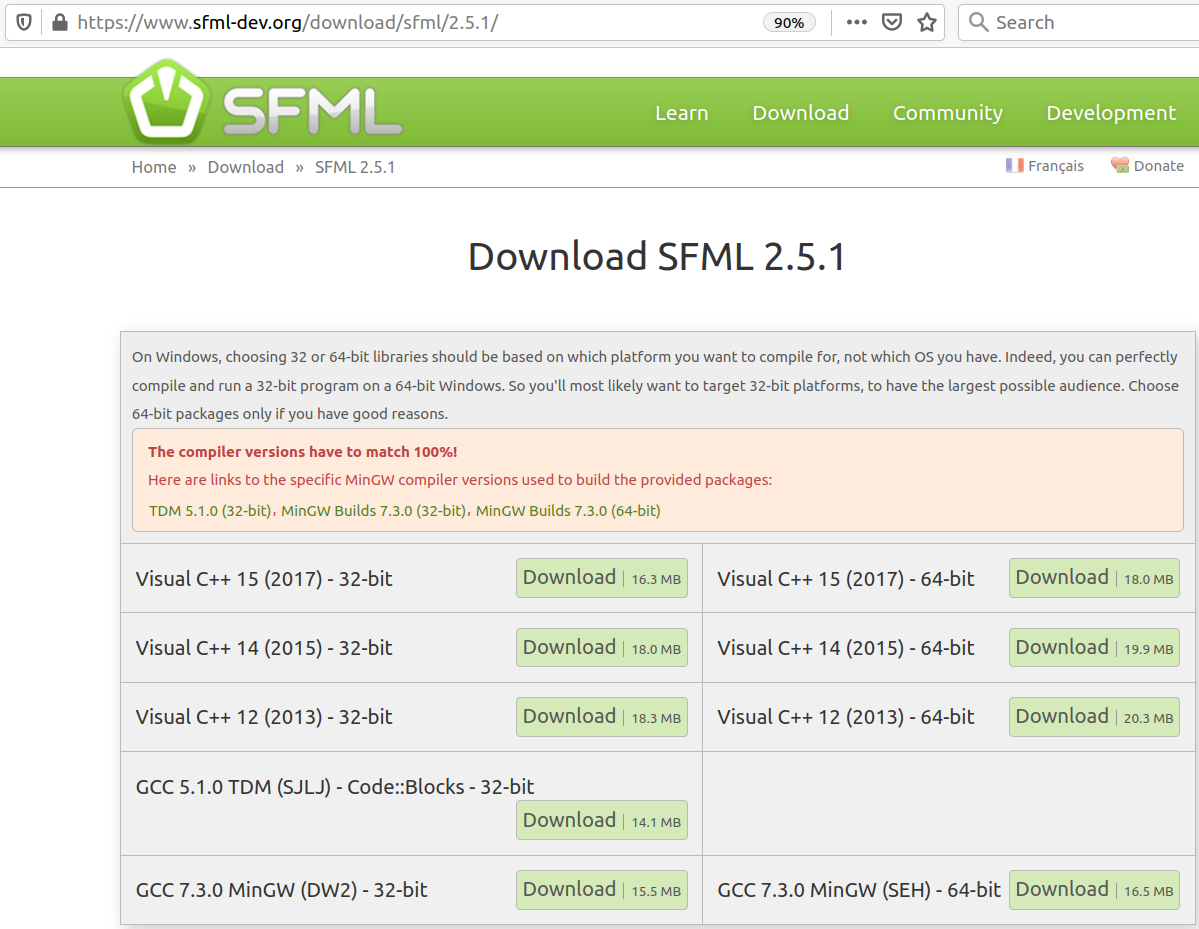 https://www.sfml-dev.org/download/sfml/2.5.1/ 90% Search
SFML
Learn Download Community Development
Home » Download » SFML 2.5.1 Français Donate
Download SFML 2.5.1
On Windows, choosing 32 or 64-bit libraries should be based on which platform you want to compile for, not which OS you have. Indeed, you can perfectly
compile and run a 32-bit program on a 64-bit Windows. So you'll most likely want to target 32-bit platforms, to have the largest possible audience. Choose
64-bit packages only if you have good reasons.
The compiler versions have to match 100%!
Here are links to the specific MinGW compiler versions used to build the provided packages:
TDM 5.1.0 (32-bit), MinGW Builds 7.3.0 (32-bit), MinGW Builds 7.3.0 (64-bit)
Visual C++ 15 (2017) - 32-bit Download | 16.3 MB Visual C++ 15 (2017) - 64-bit Download | 18.0 MB
Visual C++ 14 (2015) - 32-bit Download | 18.0 MB Visual C++ 14 (2015) - 64-bit Download | 19.9 MB
Visual C++ 12 (2013) - 32-bit Download | 18.3 MB Visual C++ 12 (2013) - 64-bit Download | 20.3 MB
GCC 5.1.0 TDM (SJLJ) - Code::Blocks - 32-bit
Download | 14.1 MB
GCC 7.3.0 MinGW (DW2) - 32-bit Download | 15.5 MB GCC 7.3.0 MinGW (SEH) - 64-bit Download | 16.5 MB